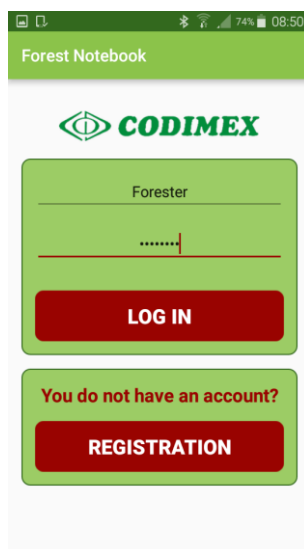 74% 08:50
Forest Notebook
CODIMEX
Forester
••••••••
LOG IN
You do not have an account?
REGISTRATION